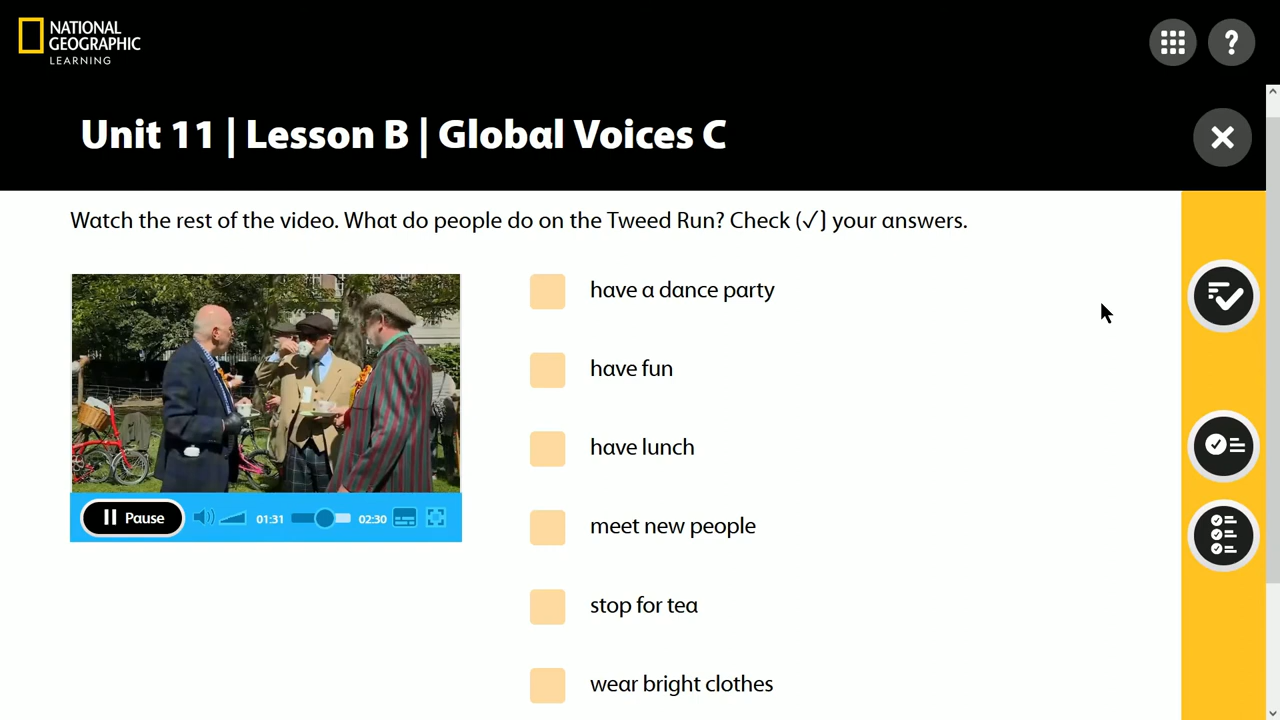 NATIONAL
GEOGRAPHIC
LEARNING
?
Unit 11 | Lesson B | Global Voices C
Watch the rest of the video. What do people do on the Tweed Run? Check (✓) your answers.
have a dance party
have fun
have lunch
meet new people
stop for tea
wear bright clothes
Pause 01:31 02:30